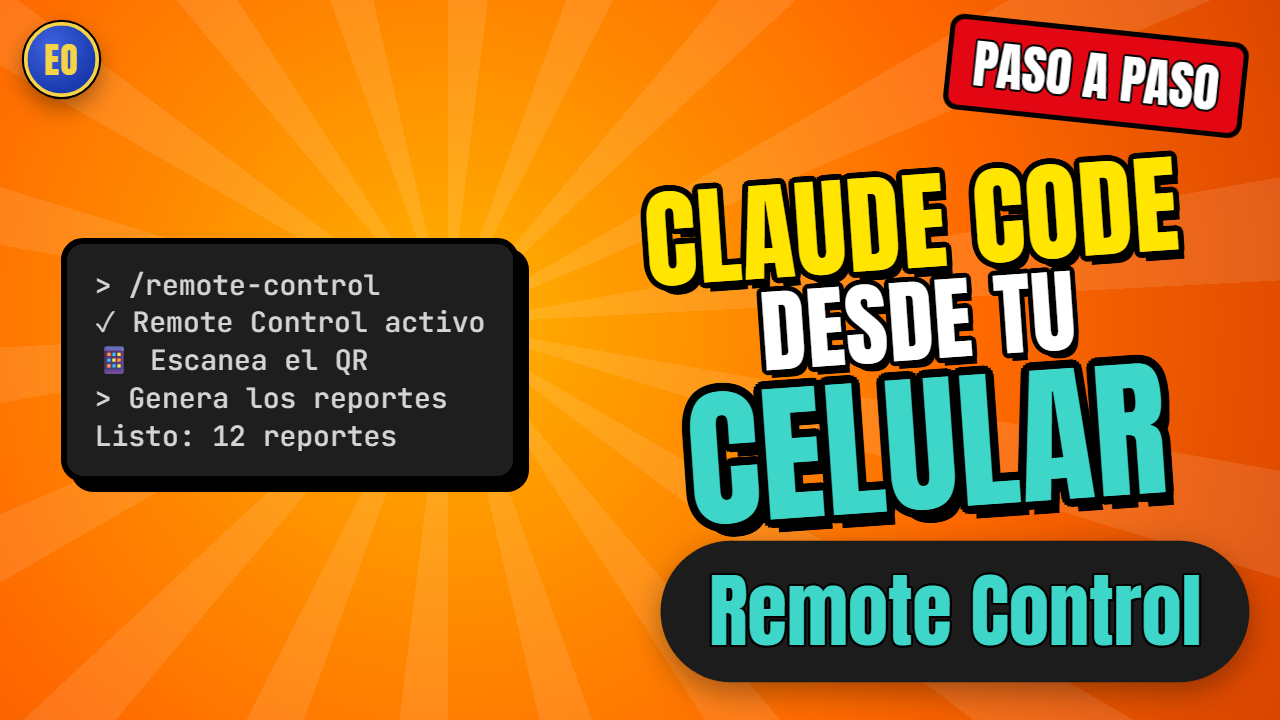 EO
PASO A PASO
> /remote-control
✓ Remote Control activo
Escanea el QR
> Genera los reportes
Listo: 12 reportes
CLAUDE CODE
DESDE TU
CELULAR
Remote Control